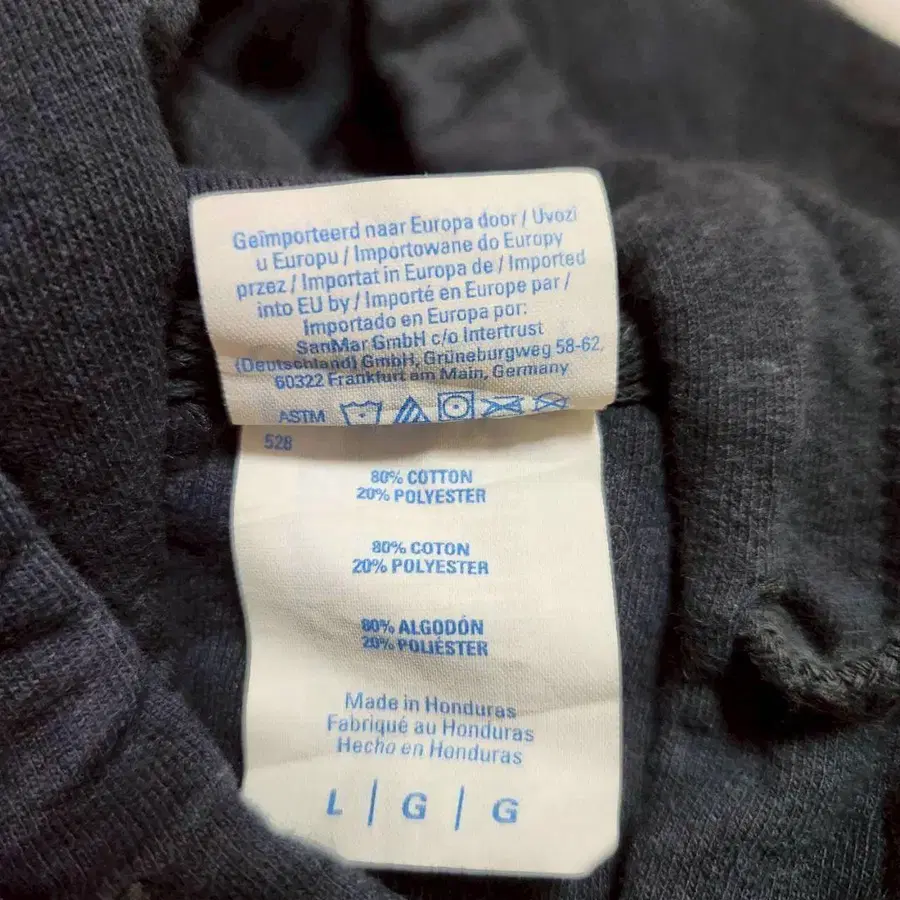 Geïmporteerd naar Europa door / Uvozi
u Europu / Importowane do Europy
przez / Importat in Europa de / Imported
into EU by / Importé en Europe par /
Importado en Europa por:
SanMar GmbH c/o Intertrust
(Deutschland) GmbH, Grüneburgweg 58-62,
60322 Frankfurt am Main, Germany
ASTM
528
80% COTTON
20% POLYESTER
80% COTON
20% POLYESTER
80% ALGODÓN
20% POLIÉSTER
Made in Honduras
Fabriqué au Honduras
Hecho en Honduras
L | G | G